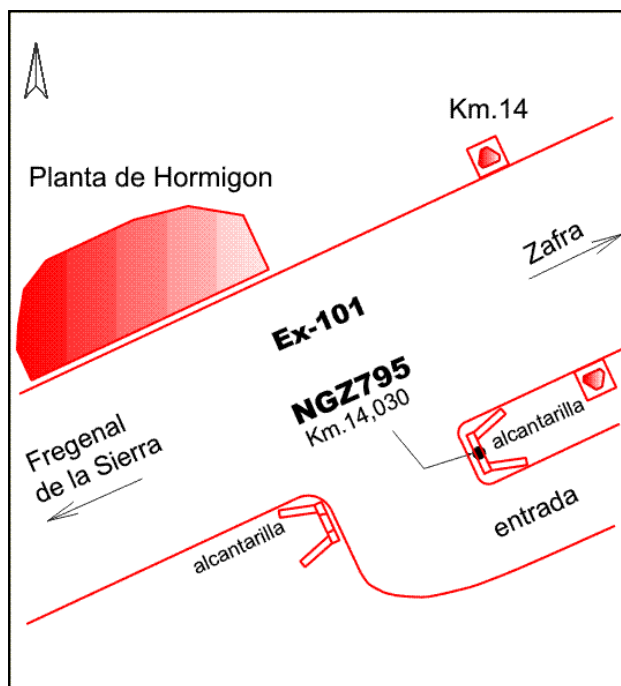 Km.14
Planta de Hormigon
Zafra
Ex-101
NGZ795
Km.14,030
Fregenal
de la Sierra
alcantarilla
alcantarilla
entrada